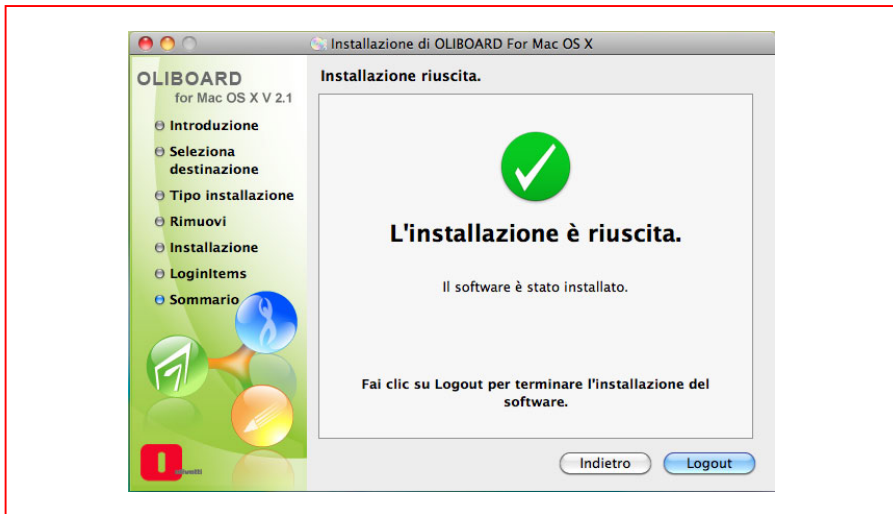 Installazione di OLIBOARD For Mac OS X
OLIBOARD
for Mac OS X V 2.1
Introduzione
Seleziona
destinazione
Tipo installazione
Rimuovi
Installazione
LoginItems
Sommario
Installazione riuscita.
L'installazione è riuscita.
Il software è stato installato.
Fai clic su Logout per terminare l'installazione del
software.
olivetti
Indietro
Logout